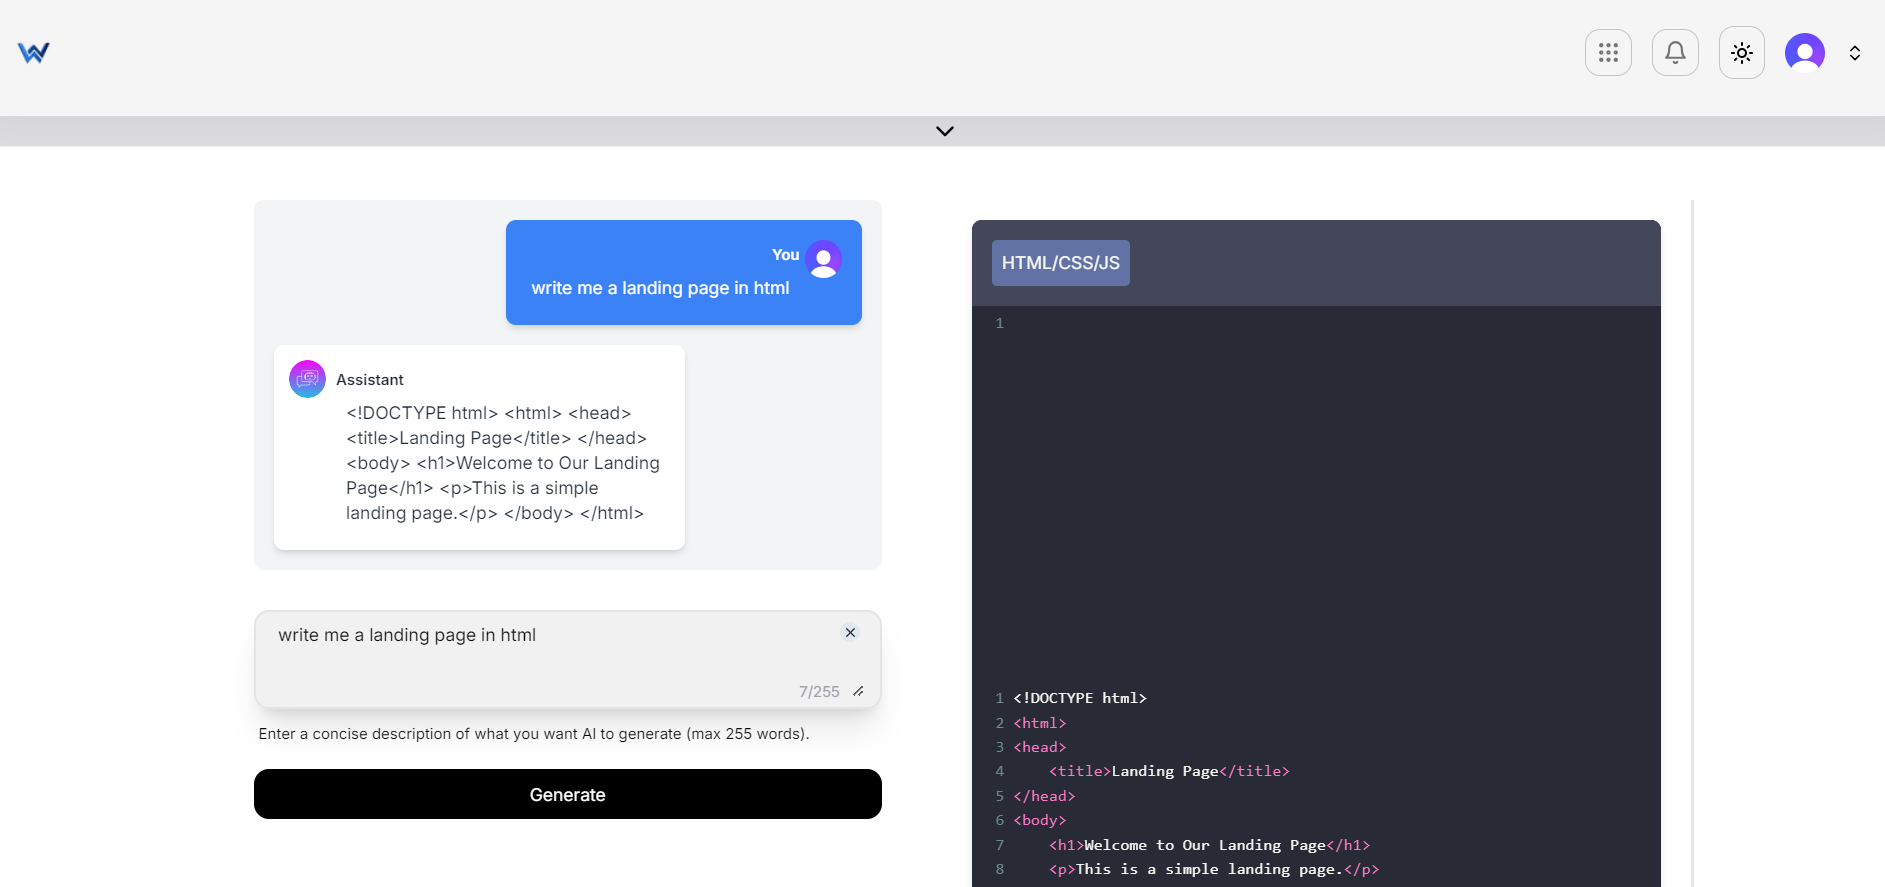 You
write me a landing page in html
Assistant
<!DOCTYPE html> <html> <head>
<title>Landing Page</title> </head>
<body> <h1>Welcome to Our Landing
Page</h1> <p>This is a simple
landing page.</p> </body> </html>
write me a landing page in html
7/255
Enter a concise description of what you want AI to generate (max 255 words).
Generate
HTML/CSS/JS
1
1 <!DOCTYPE html>
2 <html>
3 <head>
4     <title>Landing Page</title>
5 </head>
6 <body>
7     <h1>Welcome to Our Landing Page</h1>
8     <p>This is a simple landing page.</p>